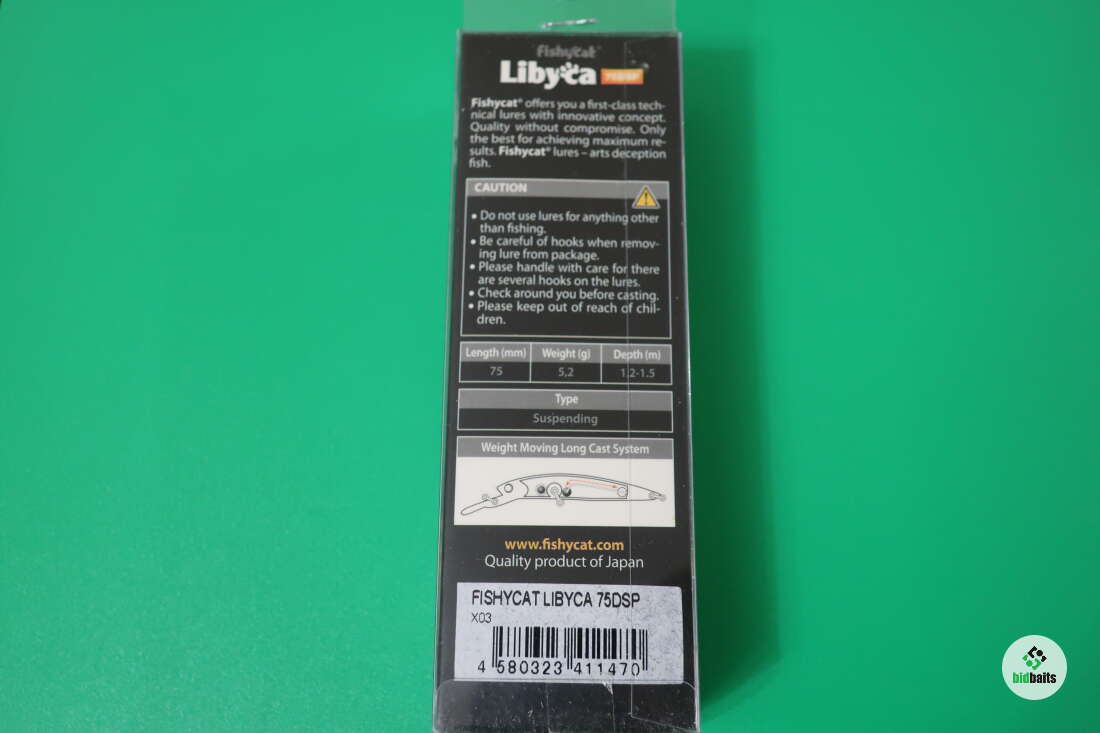 fishycat
Libyca 75DSP
Fishycat® offers you a first-class tech-
nical lures with innovative concept.
Quality without compromise. Only
the best for achieving maximum re-
sults. Fishycat® lures – arts deception
fish.
CAUTION
• Do not use lures for anything other
than fishing.
• Be careful of hooks when remov-
ing lure from package.
• Please handle with care for there
are several hooks on the lures.
• Check around you before casting.
• Please keep out of reach of chil-
dren.
Length (mm) Weight (g) Depth (m)
75 5,2 1,2-1.5
Type
Suspending
Weight Moving Long Cast System
www.fishycat.com
Quality product of Japan
FISHYCAT LIBYCA 75DSP
X03
4 580323 411470
bidbaits